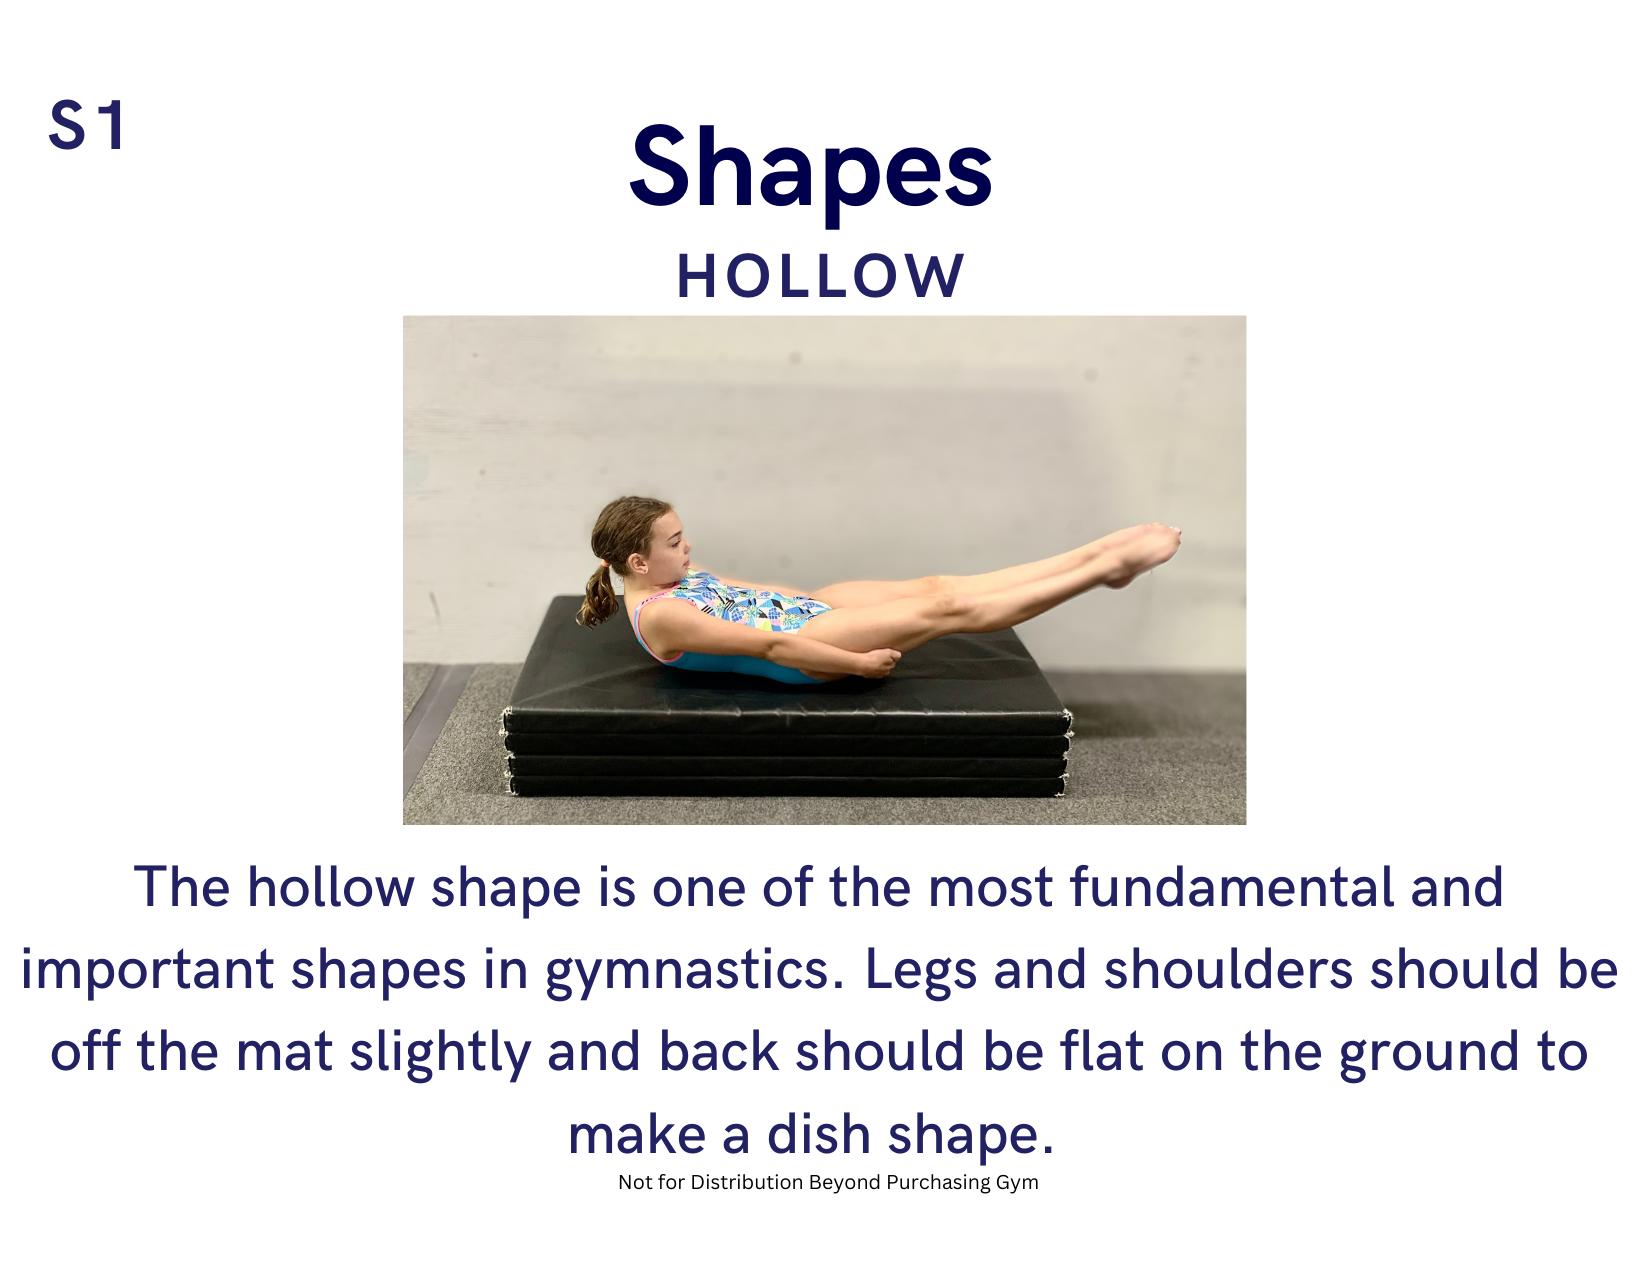 S1
Shapes
HOLLOW
The hollow shape is one of the most fundamental and
important shapes in gymnastics. Legs and shoulders should be
off the mat slightly and back should be flat on the ground to
make a dish shape.
Not for Distribution Beyond Purchasing Gym